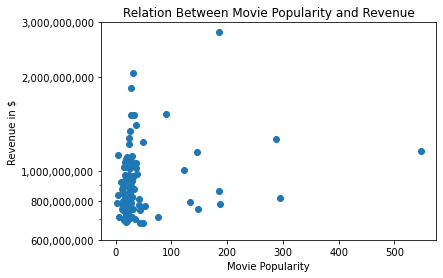 Relation Between Movie Popularity and Revenue
3,000,000,000
2,000,000,000
1,000,000,000
800,000,000
600,000,000
Revenue in $
0 100 200 300 400 500
Movie Popularity